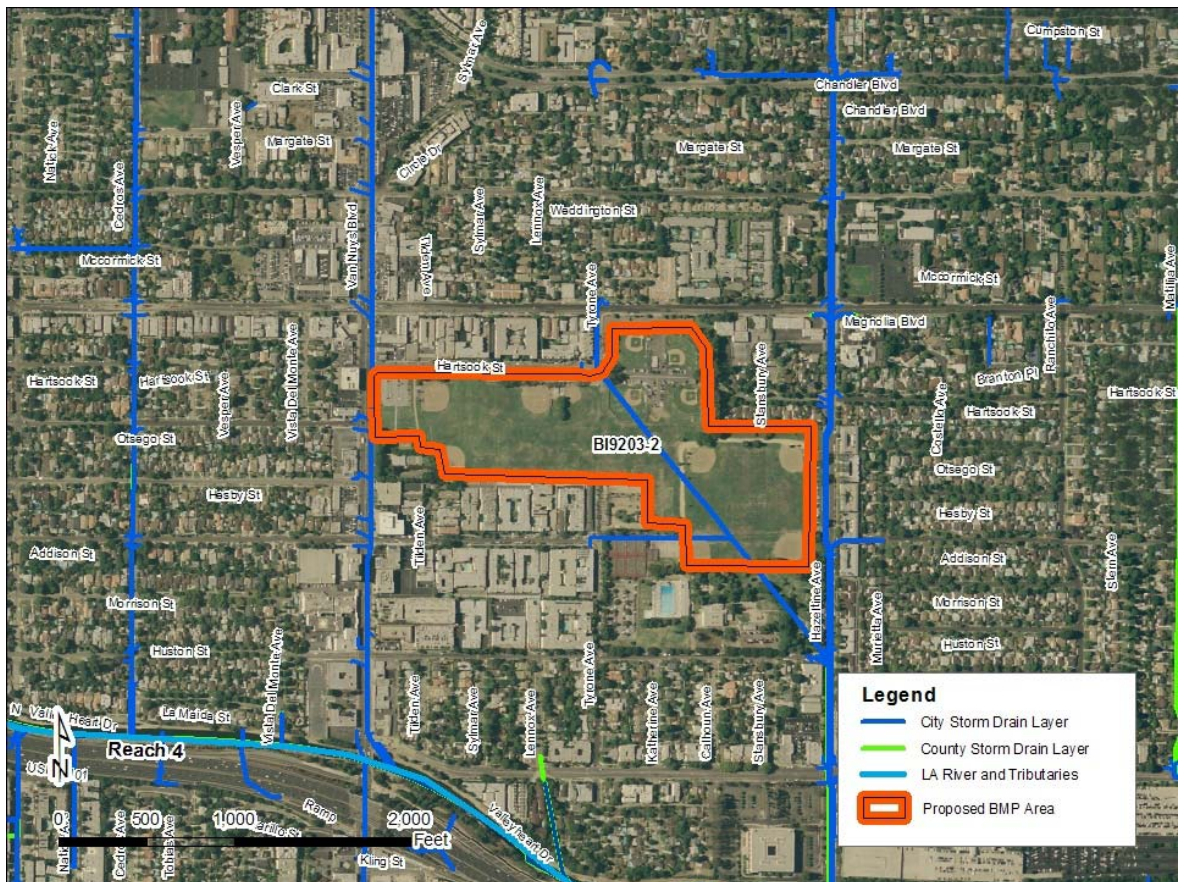 Cumpston St
Sylmar Ave
Clark St
Chandler Blvd
Chandler Blvd
Vesper Ave
Natick Ave
Cedros Ave
Margate St
Margate St
Margate St
Circle Dr
Van Nuys Blvd
Tilden Ave
Sylmar Ave
Lennox Ave
Weddington St
Mccormick St
Mccormick St
Matilija Ave
Tyrone Ave
Magnolia Blvd
Ranchito Ave
Hartsook St
Hartsook St
Hartsook St
Vesper Ave
Vista Del Monte Ave
Stansbury Ave
Branton Pl
Hartsook St
Hartsook St
Costello Ave
Otsego St
BI9203-2
Otsego St
Hesby St
Hesby St
Addison St
Tilden Ave
Addison St
Stern Ave
Morrison St
Hazeltine Ave
Murietta Ave
Morrison St
Huston St
Vista Del Monte Ave
Huston St
Tilden Ave
Sylmar Ave
Lennox Ave
Tyrone Ave
Katherine Ave
Calhoun Ave
Stansbury Ave
N
La Maida St
Reach 4
Ramp
Valleyheart Dr
Cedros Ave
Tobias Ave
Kling St
0 500 1,000 2,000
Feet
Legend
City Storm Drain Layer
County Storm Drain Layer
LA River and Tributaries
Proposed BMP Area